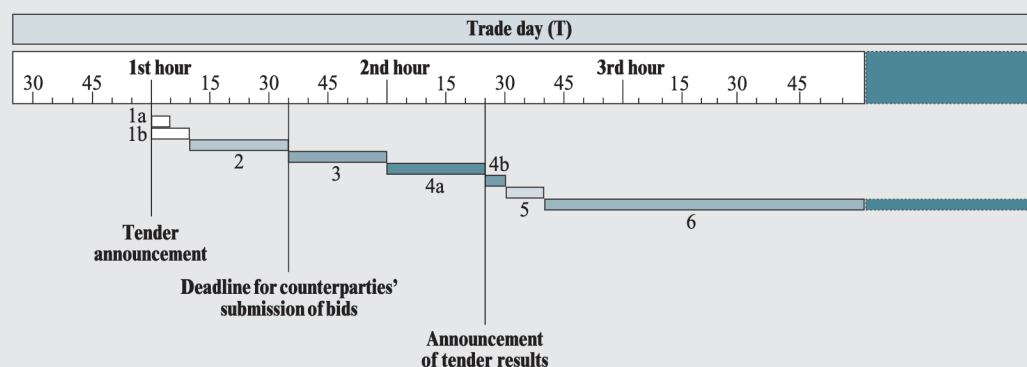 Trade day (T)
1st hour 2nd hour 3rd hour
30 45 15 30 45 15 30 15 30 45
1a
1b
2
3
4a
4b
5
6
Tender
announcement
Deadline for counterparties’
submission of bids
Announcement
of tender results